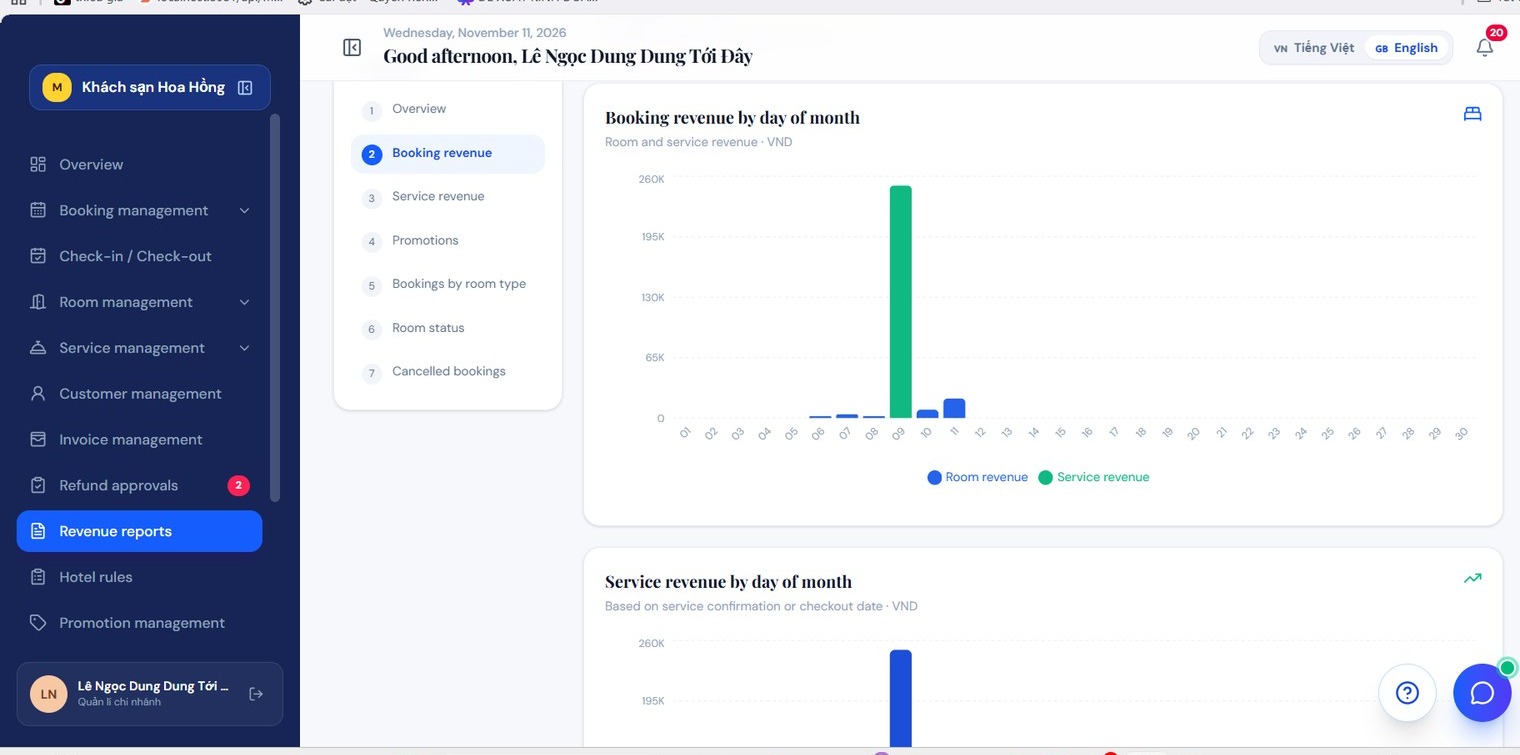 Wednesday, November 11, 2026
Good afternoon, Lê Ngọc Dung Dung Tới Đây
VN Tiếng Việt
GB English
20
M Khách sạn Hoa Hồng
Overview
Booking management
Check-in / Check-out
Room management
Service management
Customer management
Invoice management
Refund approvals 2
Revenue reports
Hotel rules
Promotion management
LN
Lê Ngọc Dung Dung Tới ...
Quản lí chi nhánh
1 Overview
2 Booking revenue
3 Service revenue
4 Promotions
5 Bookings by room type
6 Room status
7 Cancelled bookings
Booking revenue by day of month
Room and service revenue · VND
260K
195K
130K
65K
0
01 02 03 04 05 06 07 08 09 10 11 12 13 14 15 16 17 18 19 20 21 22 23 24 25 26 27 28 29 30
Room revenue Service revenue
Service revenue by day of month
Based on service confirmation or checkout date · VND
260K
195K